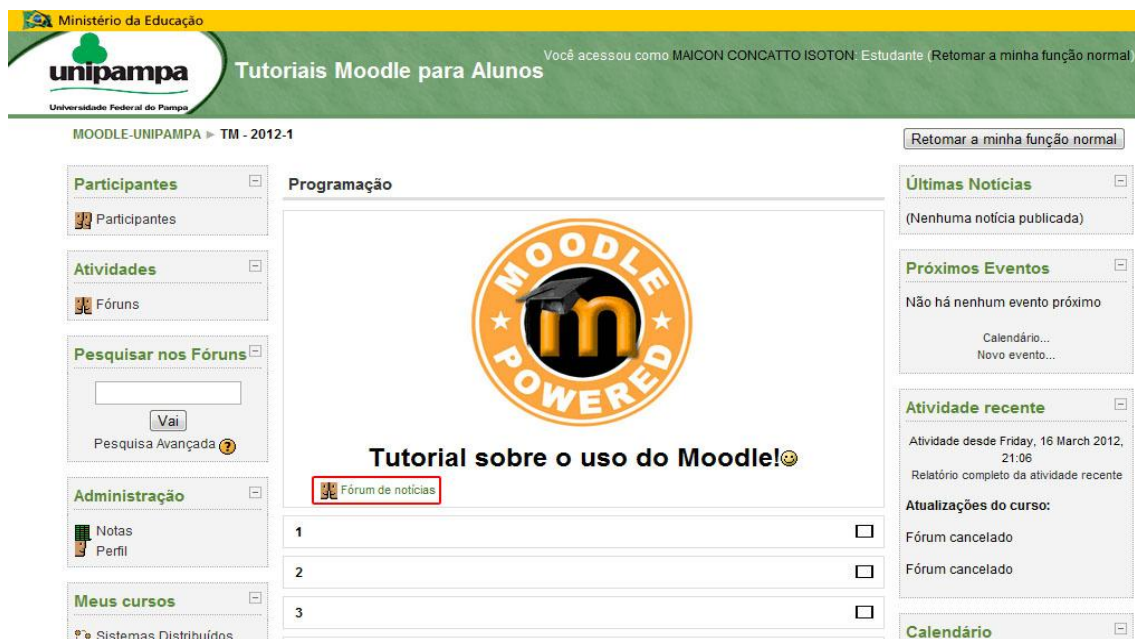 Ministério da Educação
unipampa
Universidade Federal do Pampa
Tutoriais Moodle para Alunos
Você acessou como MAICON CONCATTO ISOTON: Estudante (Retomar a minha função normal)
MOODLE-UNIPAMPA ► TM - 2012-1
Retomar a minha função normal
Participantes
Participantes
Atividades
Fóruns
Pesquisar nos Fóruns
Vai
Pesquisa Avançada ?
Administração
Notas
Perfil
Meus cursos
Sistemas Distribuídos
Programação
MOODLE
m
POWERED
Tutorial sobre o uso do Moodle!
Fórum de notícias
1
2
3
Últimas Notícias
(Nenhuma notícia publicada)
Próximos Eventos
Não há nenhum evento próximo
Calendário...
Novo evento...
Atividade recente
Atividade desde Friday, 16 March 2012,
21:06
Relatório completo da atividade recente
Atualizações do curso:
Fórum cancelado
Fórum cancelado
Calendário